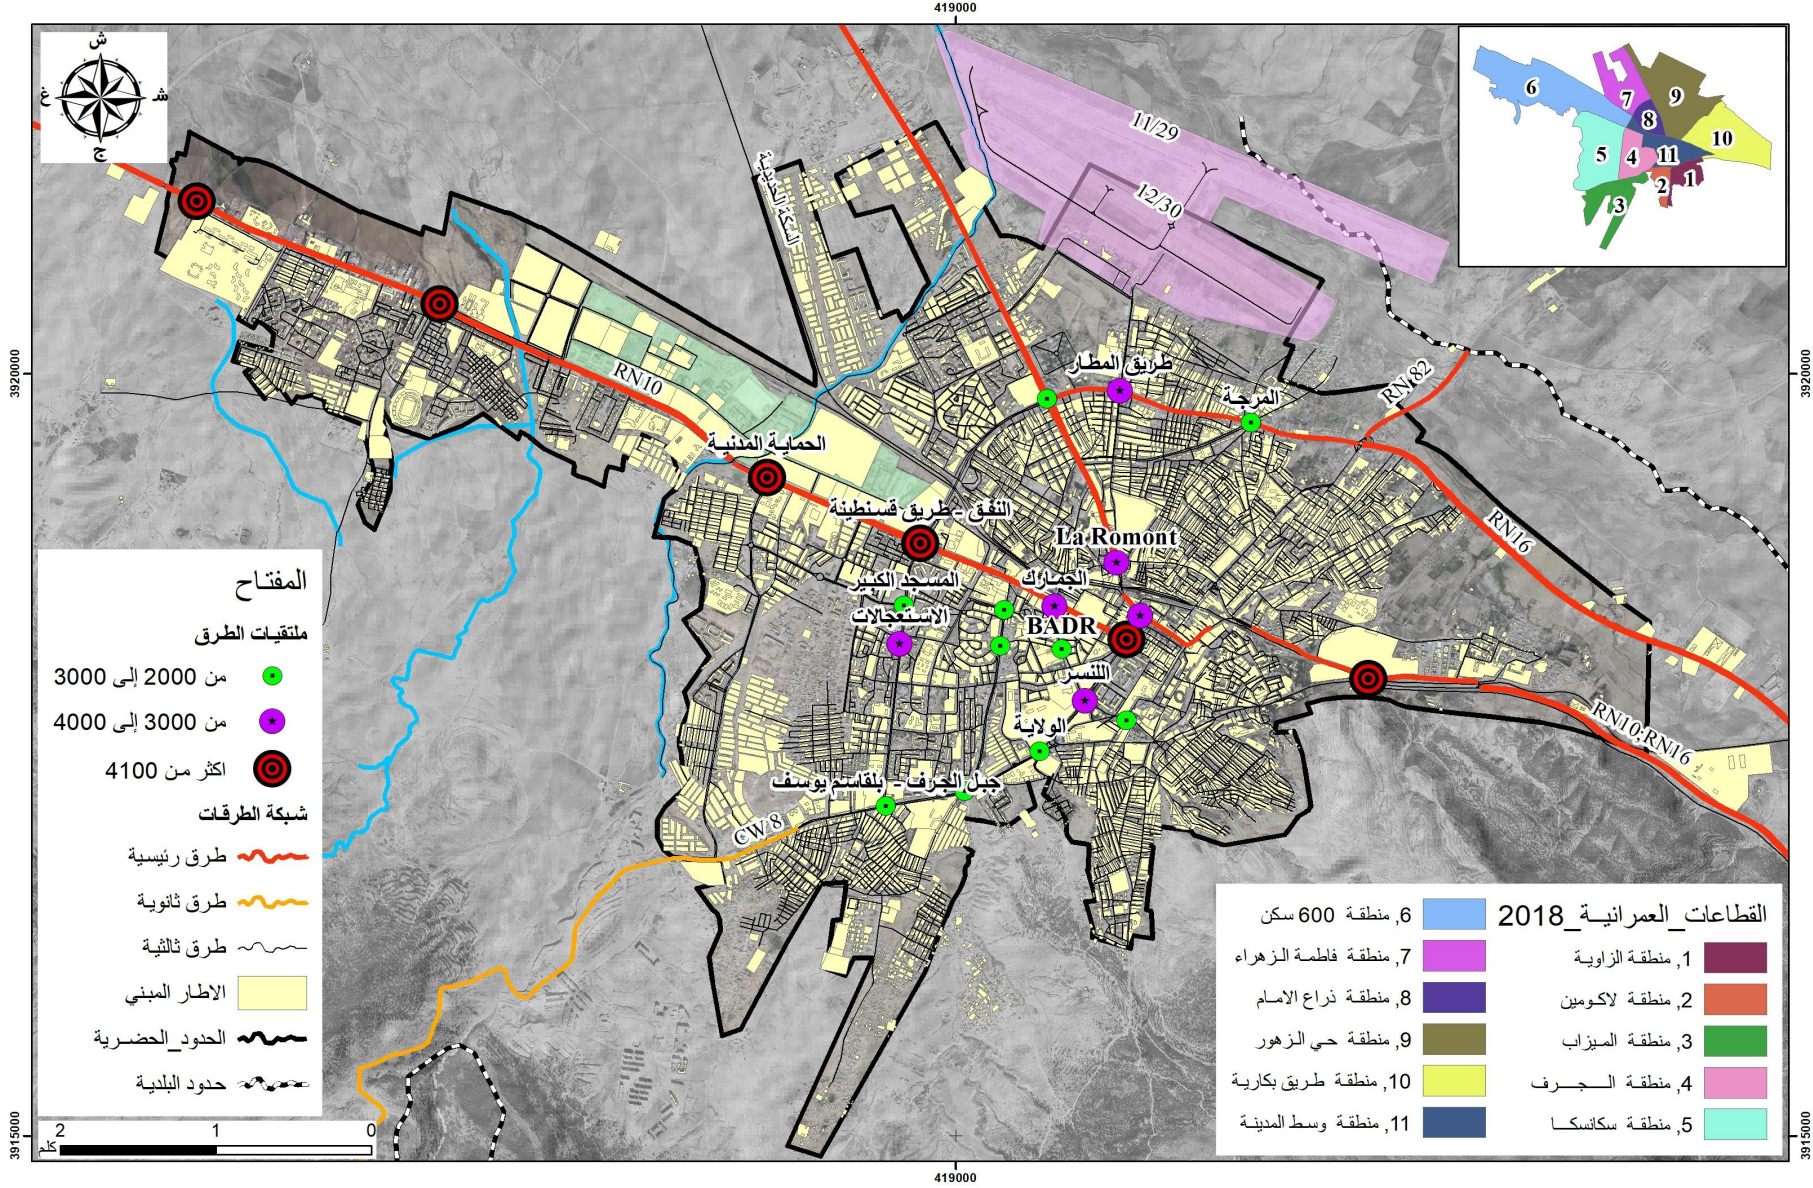 419000
ش
غ
ش
ج
6
7
9
8
10
5
4
11
2
1
3
11/29
12/30
السكة الحديدية
3920000
3920000
RN10
RN 82
طريق المطار
المرجة
الحماية المدنية
النفق - طريق قسنطينة
RN16
La Romont
الجمارك
المسجد الكبير
الاستعجالات
BADR
اللنسر
الولاية
RN10;RN16
جبل الجرف - بلقاسم يوسف
CW 8
المفتاح
ملتقيات الطرق
من 2000 إلى 3000
من 3000 إلى 4000
اكثر من 4100
شبكة الطرقات
طرق رئيسية
طرق ثانوية
طرق ثالثية
الاطار المبني
الحدود_الحضرية
حدود البلدية
2 1 0
كلم
القطاعات_العمرانية_2018
1, منطقة الزاوية
2, منطقة لاكومين
3, منطقة الميزاب
4, منطقة الجرف
5, منطقة سكانسكا
6, منطقة 600 سكن
7, منطقة فاطمة الزهراء
8, منطقة ذراع الامام
9, منطقة حي الزهور
10, منطقة طريق بكارية
11, منطقة وسط المدينة
3915000
3915000
419000